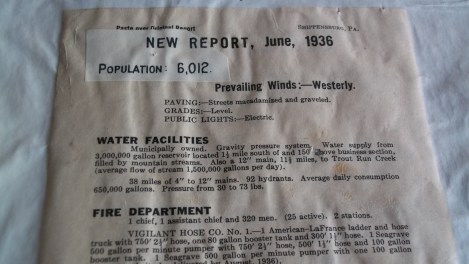 Paste over Original Report
SHIPPENSBURG, PA.
NEW REPORT, June, 1936
POPULATION: 6,012.
Prevailing Winds:—Westerly.
PAVING:—Streets macadamized and graveled.
GRADES:—Level.
PUBLIC LIGHTS:—Electric.
WATER FACILITIES
Municipally owned. Gravity pressure system. Water supply from
3,000,000 gallon reservoir located 1½ mile south of and 150' above business section,
filled by mountain streams. Also a 12" main, 11½ miles, to Trout Run Creek
(average flow of stream 1,500,000 gallons per day).
38 miles of 4" to 12" mains. 92 hydrants. Average daily consumption
650,000 gallons. Pressure from 30 to 73 lbs.
FIRE DEPARTMENT
1 chief, 1 assistant chief and 320 men. (25 active). 2 stations.
VIGILANT HOSE CO. No. 1.—1 American-LaFrance ladder and hose
truck with 750' 2½" hose, one 80 gallon booster tank and 300' 1½" hose. 1 Seagrave
500 gallon per minute pumper with 750' 2½" hose, 300' 1½" hose and 100 gallon
booster tank. 1 Seagrave 500 gallon per minute pumper with one 100 gallon
by August, 1936).